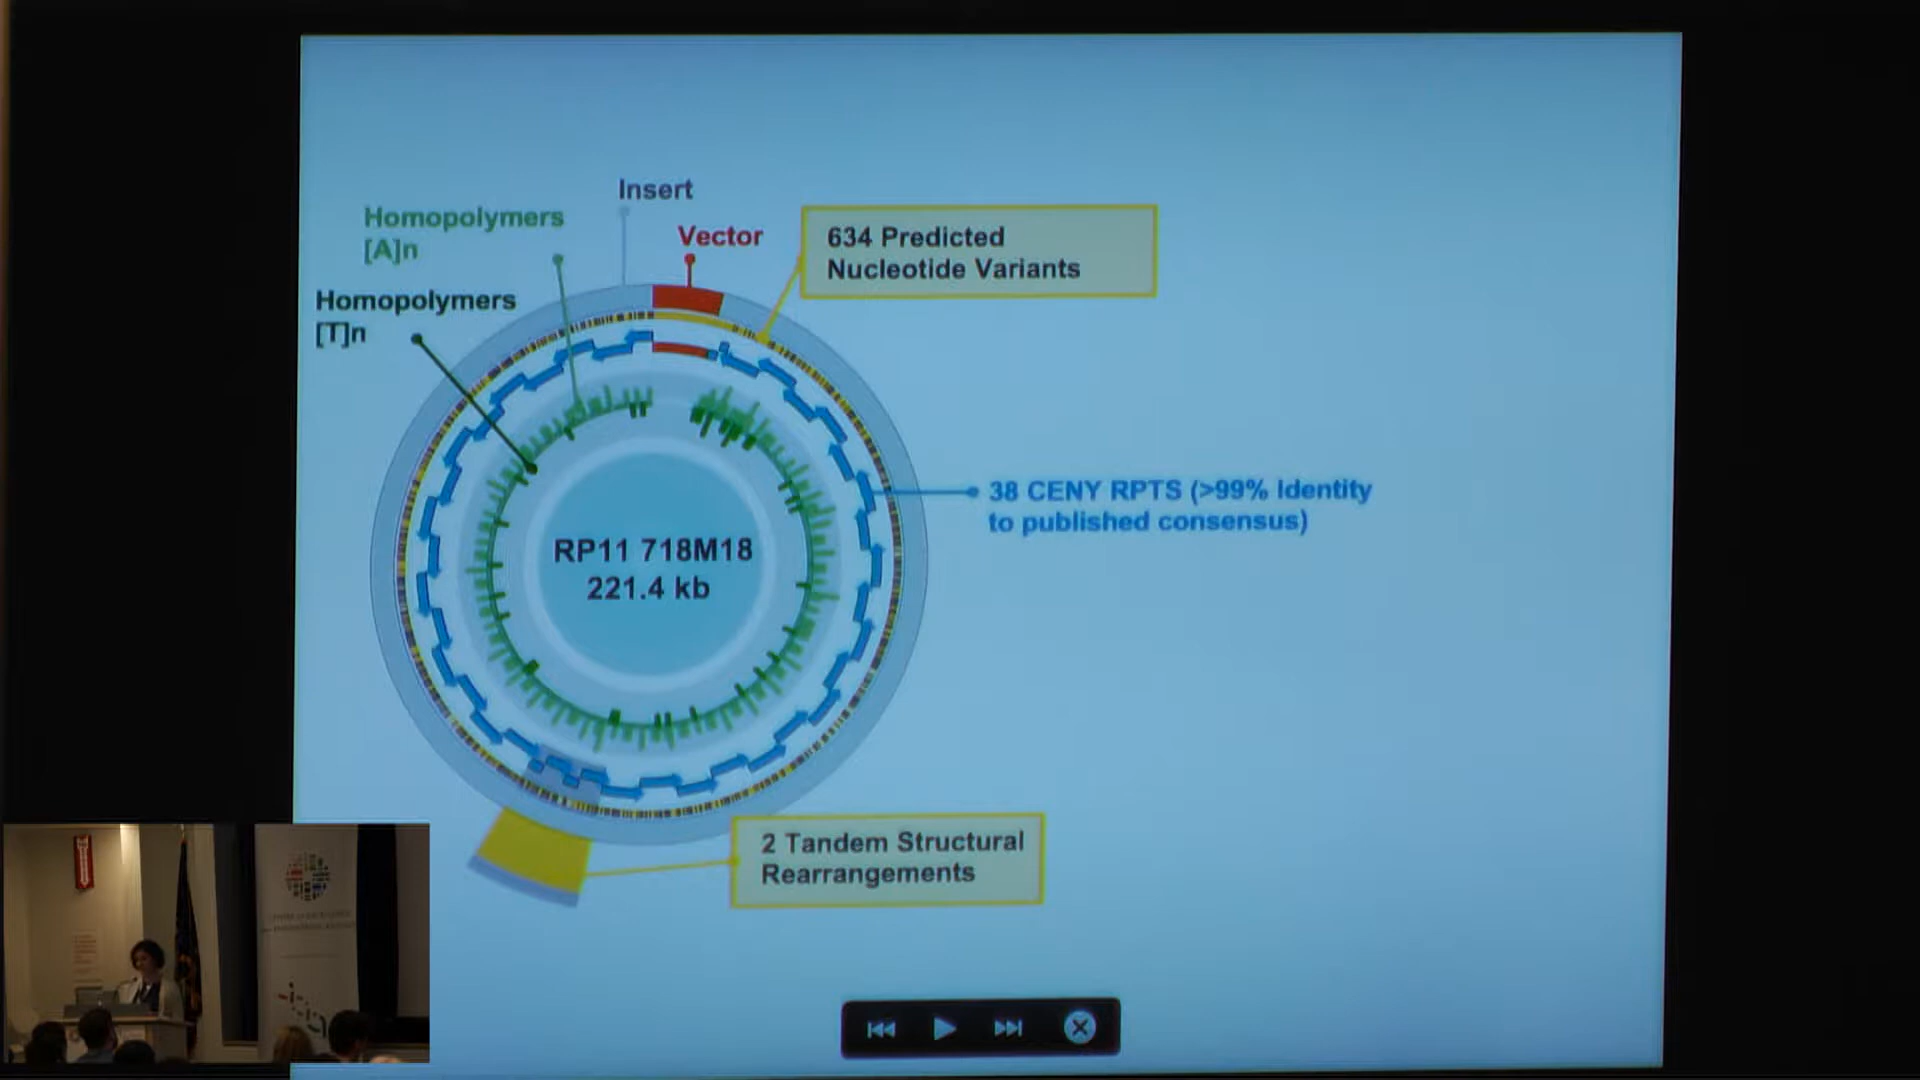 Insert
Homopolymers
[A]n
Vector
634 Predicted
Nucleotide Variants
Homopolymers
[T]n
38 CENY RPTS (>99% Identity
to published consensus)
RP11 718M18
221.4 kb
2 Tandem Structural
Rearrangements